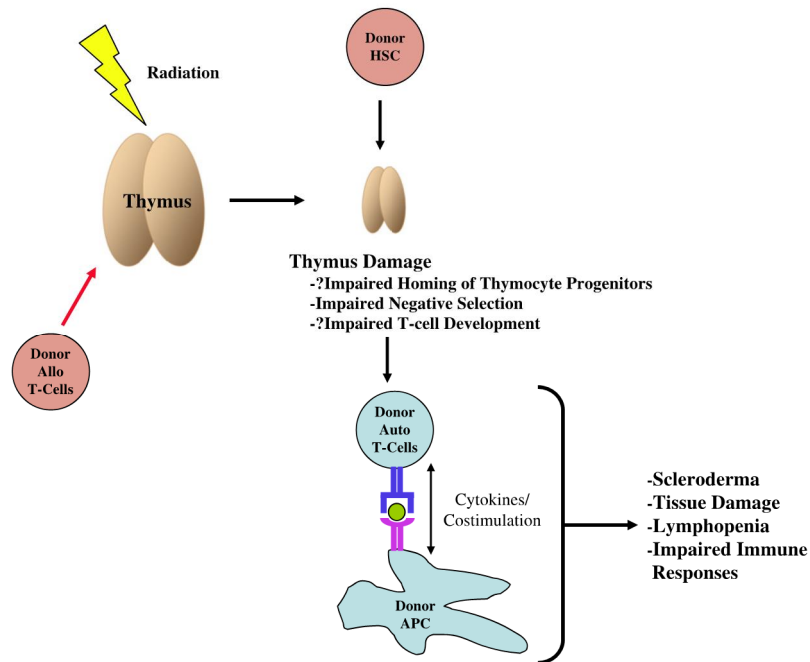 Donor
HSC
Radiation
Thymus
Thymus Damage
-?Impaired Homing of Thymocyte Progenitors
-Impaired Negative Selection
-?Impaired T-cell Development
Donor
Allo
T-Cells
Donor
Auto
T-Cells
Cytokines/
Costimulation
Donor
APC
-Scleroderma
-Tissue Damage
-Lymphopenia
-Impaired Immune
Responses